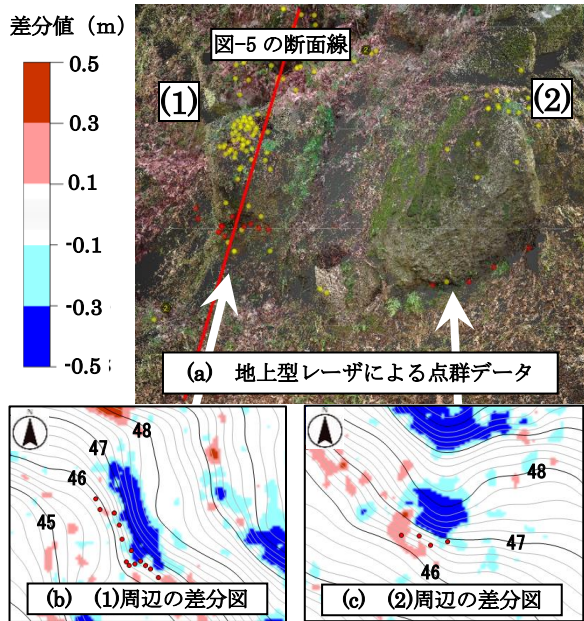 差分値（m）
0.5
0.3
0.1
-0.1
-0.3
-0.5
図-5 の断面線
(1)
(2)
(a) 地上型レーザによる点群データ
N
48
47
46
45
(b) (1)周辺の差分図
N
48
47
46
(c) (2)周辺の差分図